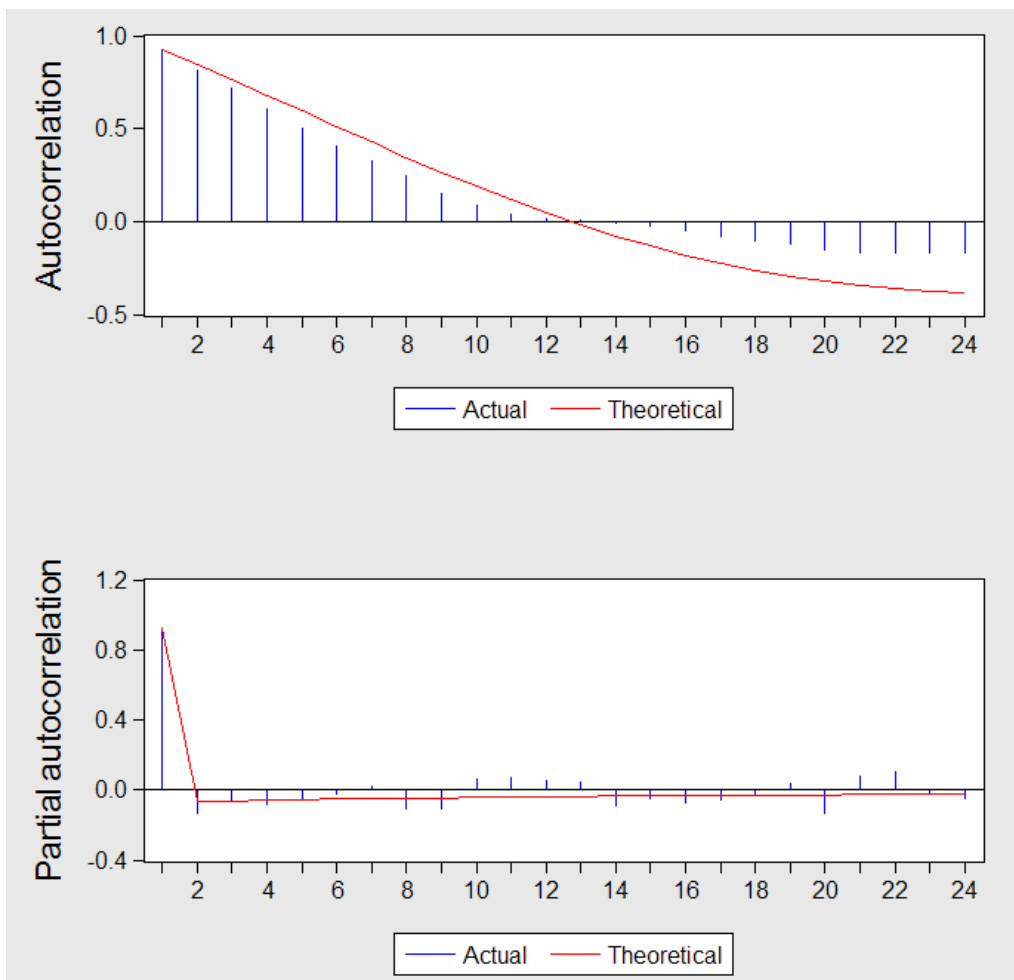 Autocorrelation
1.0
0.5
0.0
-0.5
2 4 6 8 10 12 14 16 18 20 22 24
Actual Theoretical
Partial autocorrelation
1.2
0.8
0.4
0.0
-0.4
2 4 6 8 10 12 14 16 18 20 22 24
Actual Theoretical